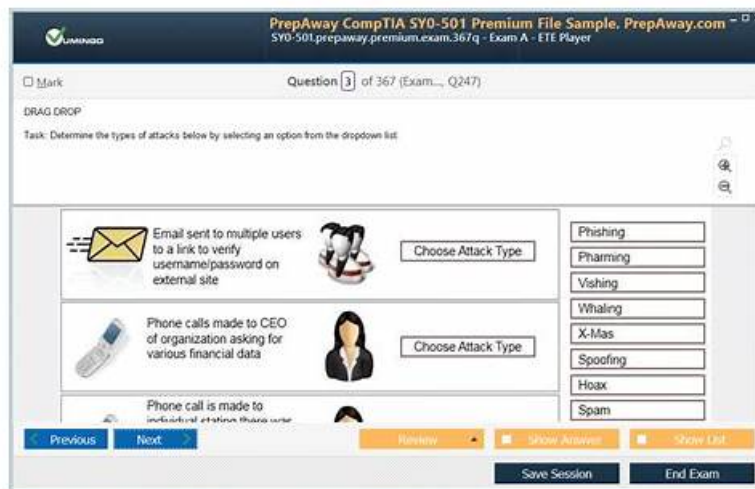 PrepAway CompTIA SY0-501 Premium File Sample. PrepAway.com
VUMINGO
SY0-501.prepaway.premium.exam.367q - Exam A - ETE Player
Mark
Question 3 of 367 (Exam..., Q247)
DRAG DROP
Task: Determine the types of attacks below by selecting an option from the dropdown list
Email sent to multiple users
to a link to verify
username/password on
external site
Choose Attack Type
Phone calls made to CEO
of organization asking for
various financial data
Choose Attack Type
Phone call is made to
individual stating there was
Phishing
Pharming
Vishing
Whaling
X-Mas
Spoofing
Hoax
Spam
Previous
Next
Review
Show Answer
Show List
Save Session
End Exam